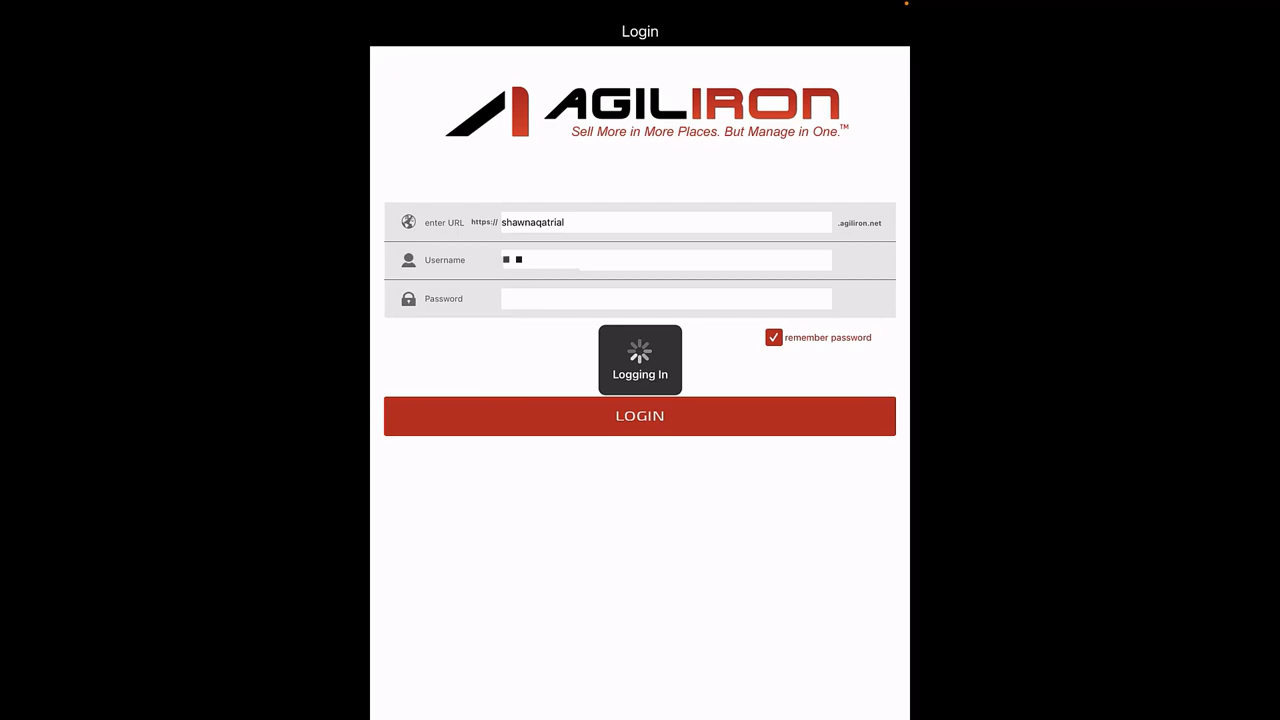 Login
AGILIRON
Sell More in More Places. But Manage in One.™
enter URL https:// shawnaqatrial .agiliron.net
Username
Password
remember password
Logging In
LOGIN